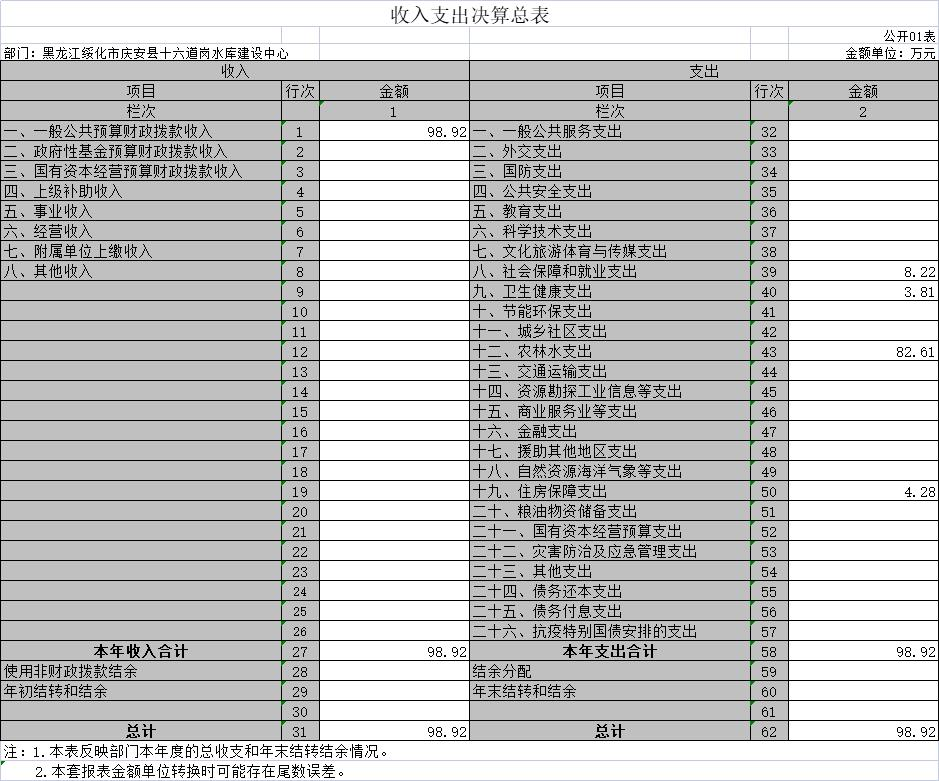 收入支出决算总表
公开01表
部门：黑龙江绥化市庆安县十六道岗水库建设中心 金额单位：万元
收入 支出
项目 行次 金额 项目 行次 金额
栏次 1 栏次 2
一、一般公共预算财政拨款收入 1 98.92 一、一般公共服务支出 32
二、政府性基金预算财政拨款收入 2 二、外交支出 33
三、国有资本经营预算财政拨款收入 3 三、国防支出 34
四、上级补助收入 4 四、公共安全支出 35
五、事业收入 5 五、教育支出 36
六、经营收入 6 六、科学技术支出 37
七、附属单位上缴收入 7 七、文化旅游体育与传媒支出 38
八、其他收入 8 八、社会保障和就业支出 39 8.22
9 九、卫生健康支出 40 3.81
10 十、节能环保支出 41
11 十一、城乡社区支出 42
12 十二、农林水支出 43 82.61
13 十三、交通运输支出 44
14 十四、资源勘探工业信息等支出 45
15 十五、商业服务业等支出 46
16 十六、金融支出 47
17 十七、援助其他地区支出 48
18 十八、自然资源海洋气象等支出 49
19 十九、住房保障支出 50 4.28
20 二十、粮油物资储备支出 51
21 二十一、国有资本经营预算支出 52
22 二十二、灾害防治及应急管理支出 53
23 二十三、其他支出 54
24 二十四、债务还本支出 55
25 二十五、债务付息支出 56
26 二十六、抗疫特别国债安排的支出 57
本年收入合计 27 98.92 本年支出合计 58 98.92
使用非财政拨款结余 28 结余分配 59
年初结转和结余 29 年末结转和结余 60
30 61
总计 31 98.92 总计 62 98.92
注：1.本表反映部门本年度的总收支和年末结转结余情况。
2.本套报表金额单位转换时可能存在尾数误差。